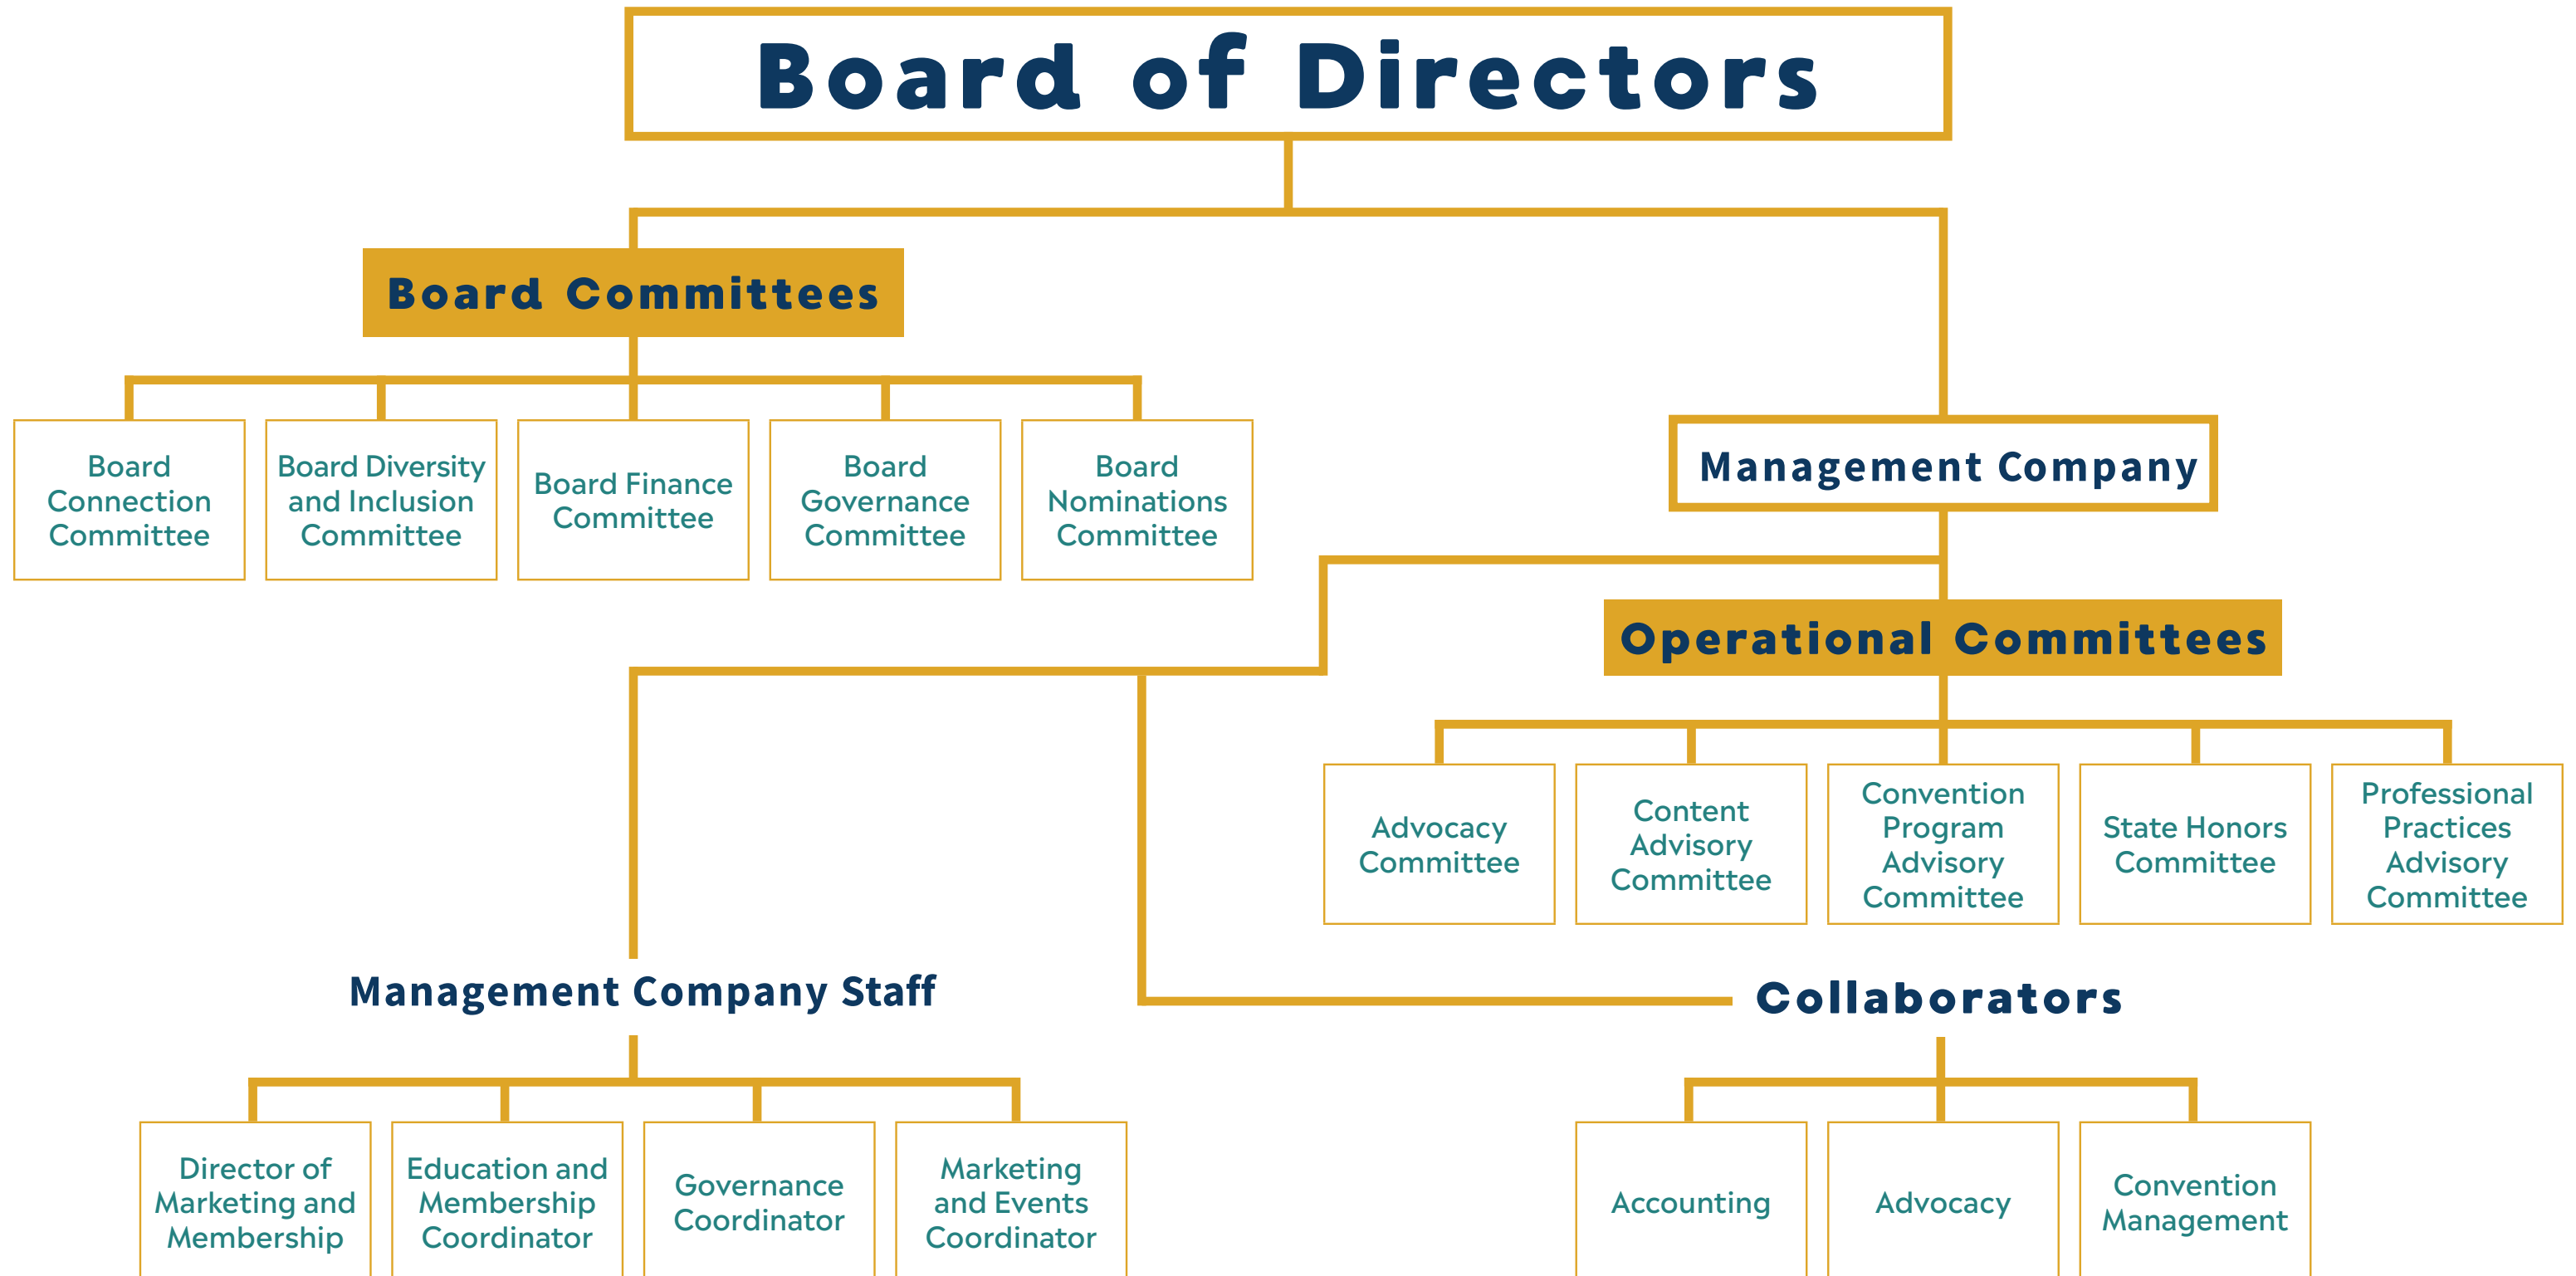 Board of Directors
Board Committees
Board
Connection
Committee
Board Diversity
and Inclusion
Committee
Board Finance
Committee
Board
Governance
Committee
Board
Nominations
Committee
Management Company
Operational Committees
Advocacy
Committee
Content
Advisory
Committee
Convention
Program
Advisory
Committee
State Honors
Committee
Professional
Practices
Advisory
Committee
Management Company Staff
Director of
Marketing and
Membership
Education and
Membership
Coordinator
Governance
Coordinator
Marketing
and Events
Coordinator
Collaborators
Accounting
Advocacy
Convention
Management